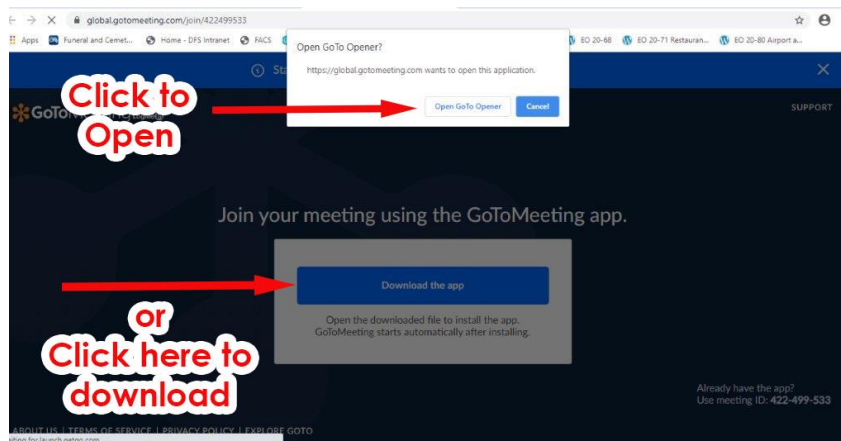 global.gotomeeting.com/join/422499533
Apps Funeral and Cemet... Home - DFS Intranet FACS EO 20-68 EO 20-71 Restauran... EO 20-80 Airport a...
Open GoTo Opener?
https://global.gotomeeting.com wants to open this application.
Open GoTo Opener Cancel
Click to
Open
SUPPORT
Join your meeting using the GoToMeeting app.
Download the app
Open the downloaded file to install the app.
GoToMeeting starts automatically after installing.
or
Click here to
download
Already have the app?
Use meeting ID: 422-499-533
ABOUT US | TERMS OF SERVICE | PRIVACY POLICY | EXPLORE GOTO